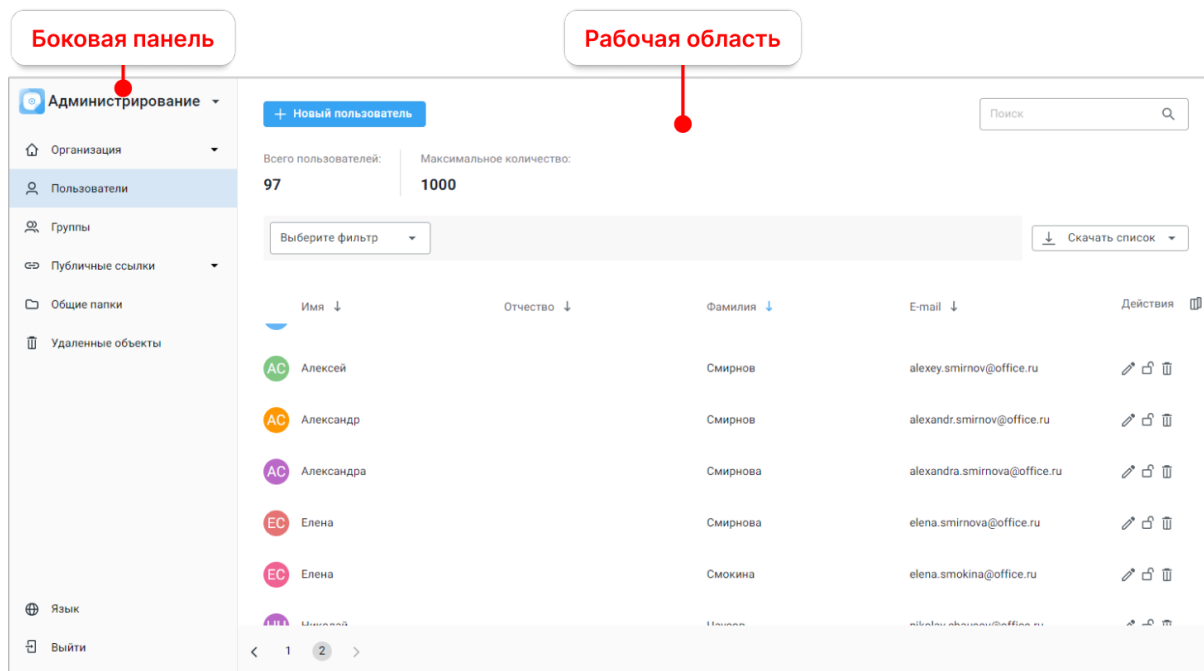 Боковая панель
Рабочая область
Администрирование
Новый пользователь
Поиск
Организация
Всего пользователей:
Максимальное количество:
97
1000
Пользователи
Группы
Выберите фильтр
Скачать список
Публичные ссылки
Общие папки
Имя Отчество Фамилия E-mail Действия
Удаленные объекты
АС Алексей Смирнов alexey.smirnov@office.ru
АС Александр Смирнов alexandr.smirnov@office.ru
АС Александра Смирнова alexandra.smirnova@office.ru
ЕС Елена Смирнова elena.smirnova@office.ru
ЕС Елена Смокина elena.smokina@office.ru
Николай
Язык
Выйти
1 2